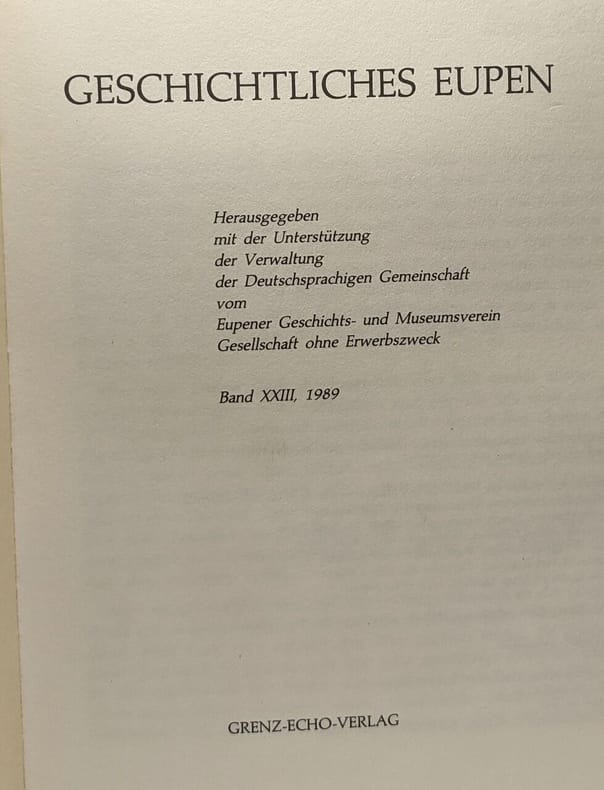 GESCHICHTLICHES EUPEN
Herausgegeben
mit der Unterstützung
der Verwaltung
der Deutschsprachigen Gemeinschaft
vom
Eupener Geschichts- und Museumsverein
Gesellschaft ohne Erwerbszweck
Band XXIII, 1989
GRENZ-ECHO-VERLAG